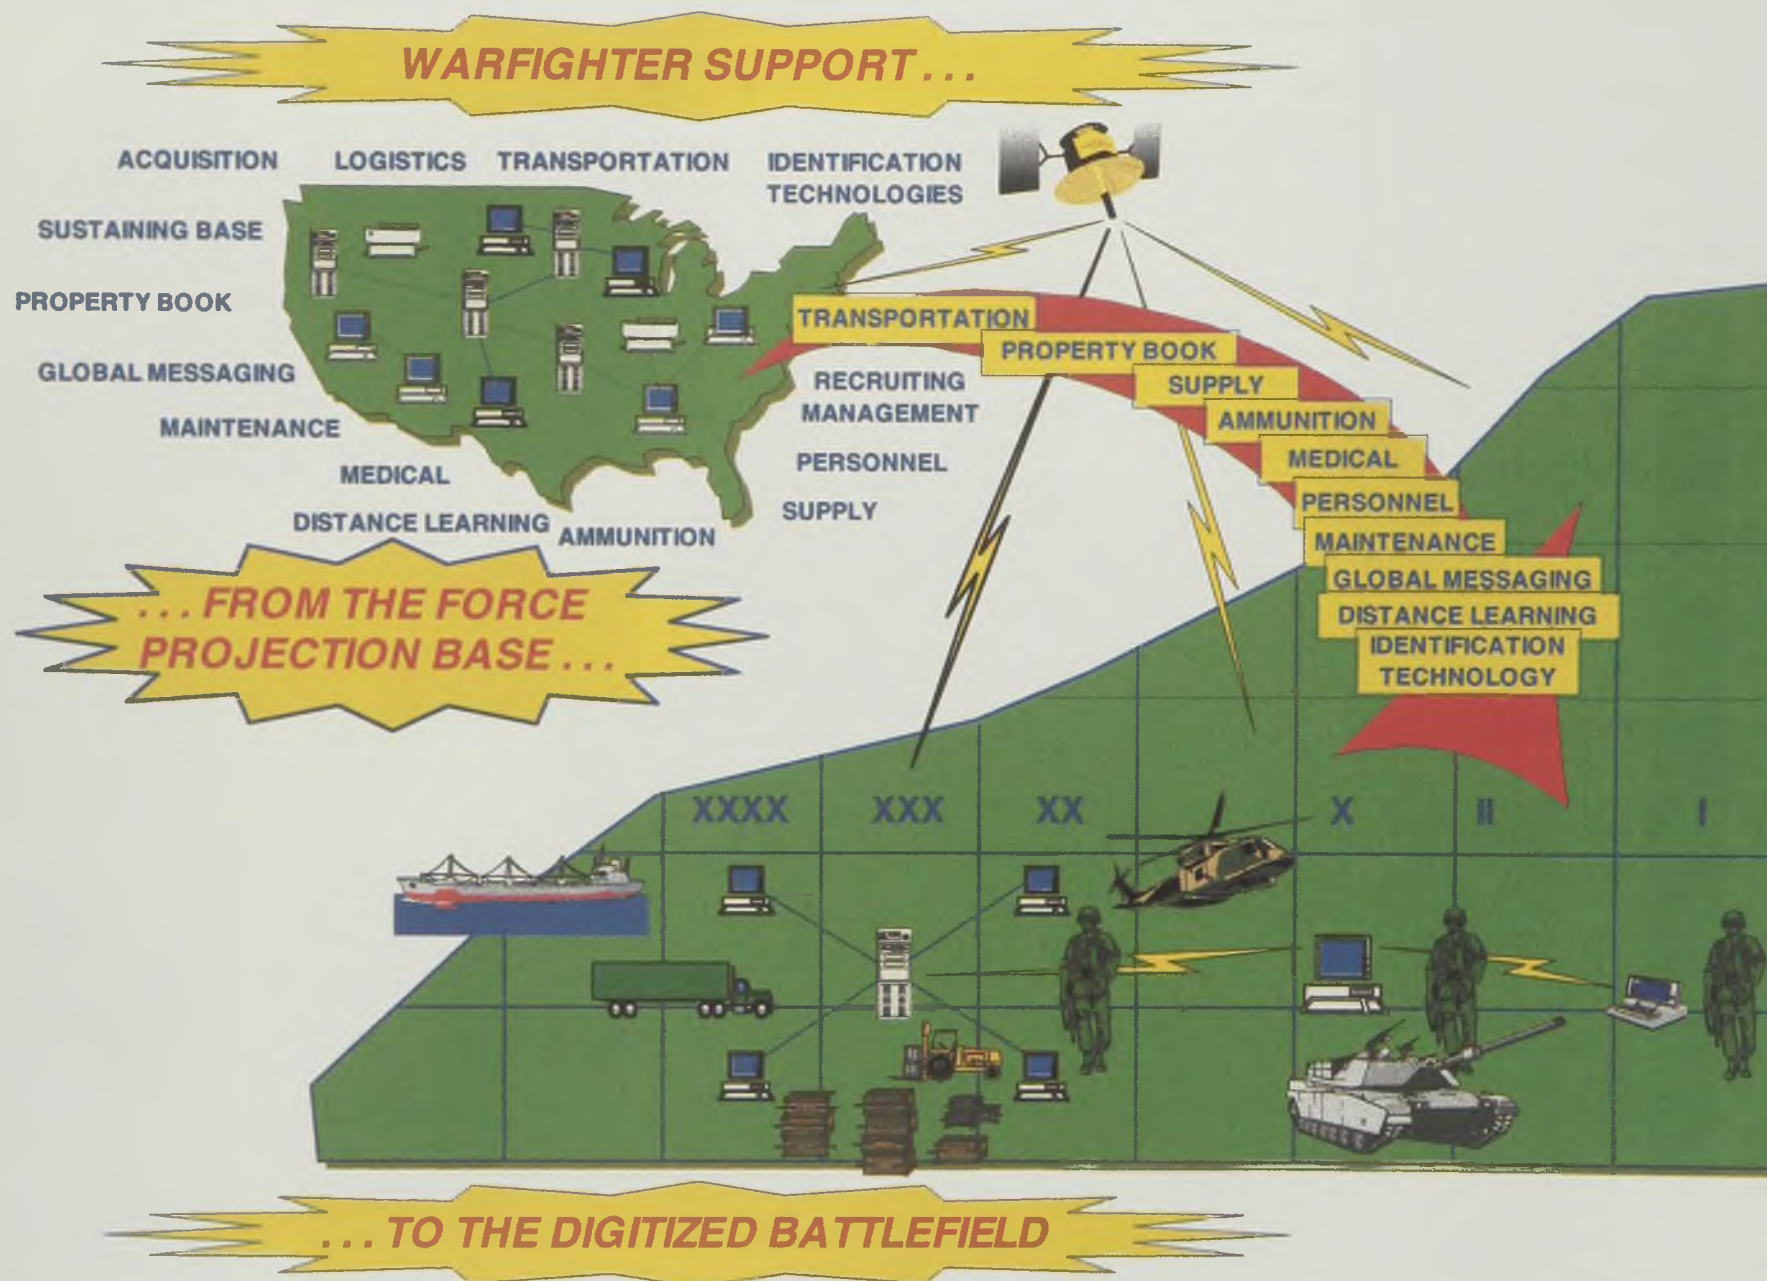 WARFIGHTER SUPPORT . . .
ACQUISITION
LOGISTICS
TRANSPORTATION
IDENTIFICATION
TECHNOLOGIES
SUSTAINING BASE
PROPERTY BOOK
GLOBAL MESSAGING
MAINTENANCE
MEDICAL
DISTANCE LEARNING
AMMUNITION
RECRUITING
MANAGEMENT
PERSONNEL
SUPPLY
TRANSPORTATION
PROPERTY BOOK
SUPPLY
AMMUNITION
MEDICAL
PERSONNEL
MAINTENANCE
GLOBAL MESSAGING
DISTANCE LEARNING
IDENTIFICATION
TECHNOLOGY
. . . FROM THE FORCE
PROJECTION BASE . . .
XXXX
XXX
XX
X
II
I
. . . TO THE DIGITIZED BATTLEFIELD